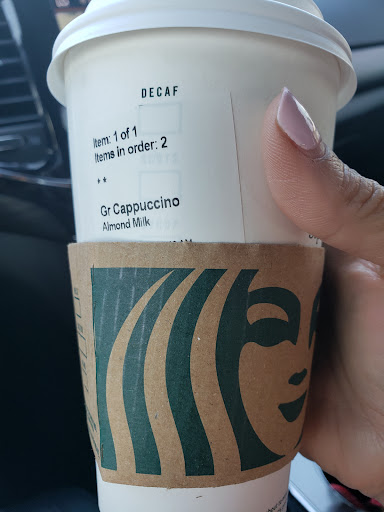 DECAF
Item: 1 of 1
Items in order: 2
**
Gr Cappuccino
Almond Milk